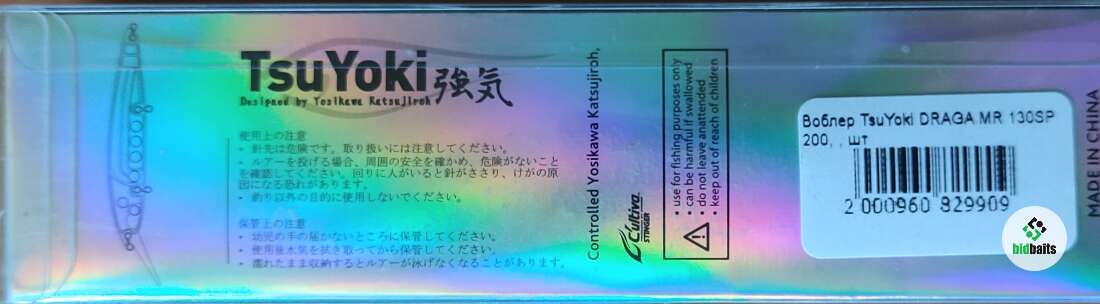 TsuYoki 強気
Designed by Yosikawa Katsujiroh
使用上の注意
・針先は危険です。取り扱いには注意してください。
・ルアーを投げる場合、周囲の安全を確かめ、危険がないこと
を確認してください。回りに人がいると針がささり、けがの原
因になる恐れがあります。
・釣り以外の目的に使用しないでください。
保管上の注意
・幼児の手の届かないところに保管してください。
・使用後水気を拭き取ってから保管してください。
・濡れたまま収納するとルアーが泳げなくなることがあります。
Controlled Yosikawa Katsujiroh,
C'ultiva
STINGER
• use for fishing purposes only
• can be harmful if swallowed
• do not leave anattended
• keep out of reach of children
Воблер TsuYoki DRAGA MR 130SP
200, , шт
2 000960 829909
MADE IN CHINA
bidbaits